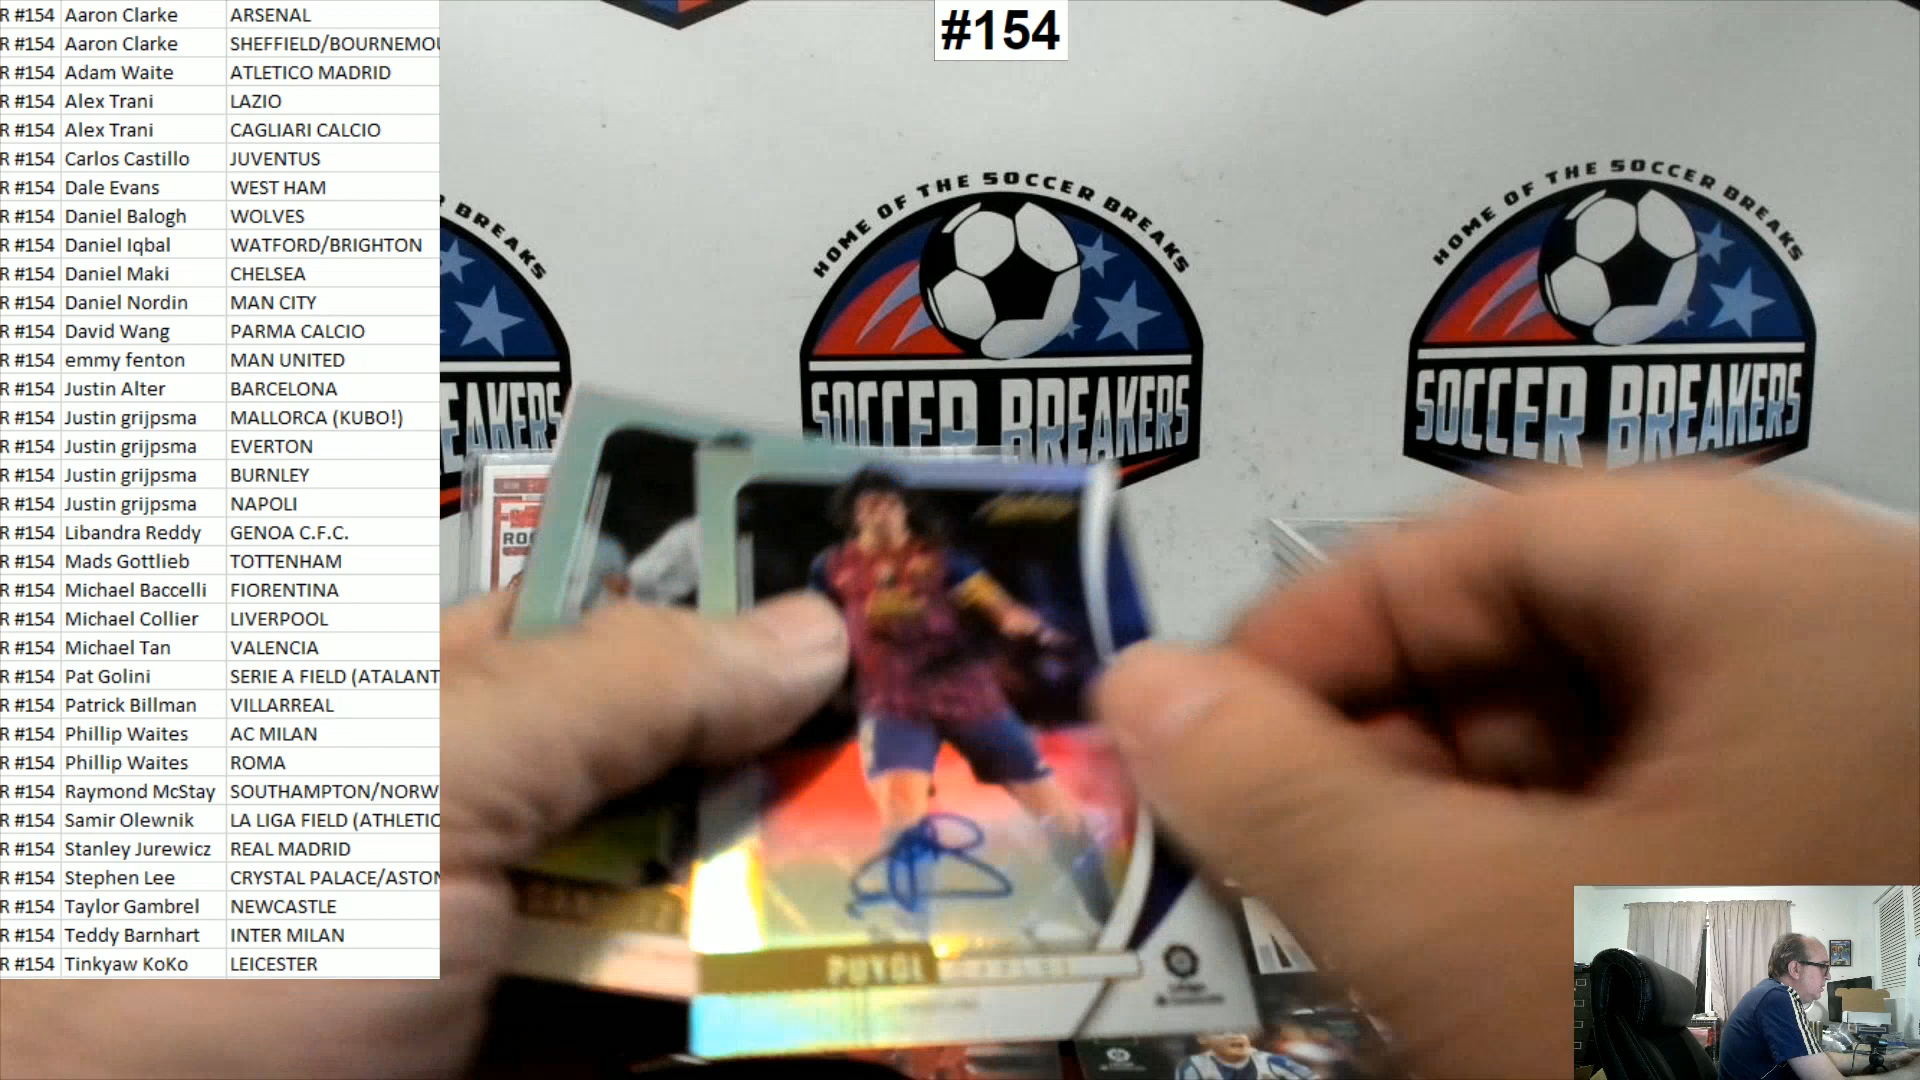 #154
R #154 Aaron Clarke ARSENAL
R #154 Aaron Clarke SHEFFIELD/BOURNEMOU
R #154 Adam Waite ATLETICO MADRID
R #154 Alex Trani LAZIO
R #154 Alex Trani CAGLIARI CALCIO
R #154 Carlos Castillo JUVENTUS
R #154 Dale Evans WEST HAM
R #154 Daniel Balogh WOLVES
R #154 Daniel Iqbal WATFORD/BRIGHTON
R #154 Daniel Maki CHELSEA
R #154 Daniel Nordin MAN CITY
R #154 David Wang PARMA CALCIO
R #154 emmy fenton MAN UNITED
R #154 Justin Alter BARCELONA
R #154 Justin grijpsma MALLORCA (KUBO!)
R #154 Justin grijpsma EVERTON
R #154 Justin grijpsma BURNLEY
R #154 Justin grijpsma NAPOLI
R #154 Libandra Reddy GENOA C.F.C.
R #154 Mads Gottlieb TOTTENHAM
R #154 Michael Baccelli FIORENTINA
R #154 Michael Collier LIVERPOOL
R #154 Michael Tan VALENCIA
R #154 Pat Golini SERIE A FIELD (ATALANT
R #154 Patrick Billman VILLARREAL
R #154 Phillip Waites AC MILAN
R #154 Phillip Waites ROMA
R #154 Raymond McStay SOUTHAMPTON/NORW
R #154 Samir Olewnik LA LIGA FIELD (ATHLETIC
R #154 Stanley Jurewicz REAL MADRID
R #154 Stephen Lee CRYSTAL PALACE/ASTON
R #154 Taylor Gambrel NEWCASTLE
R #154 Teddy Barnhart INTER MILAN
R #154 Tinkyaw KoKo LEICESTER
BREAKS
EAKERS
HOME OF THE SOCCER BREAKS
SOCCER BREAKERS
HOME OF THE SOCCER BREAKS
SOCCER BREAKERS
ROO
PUYOL